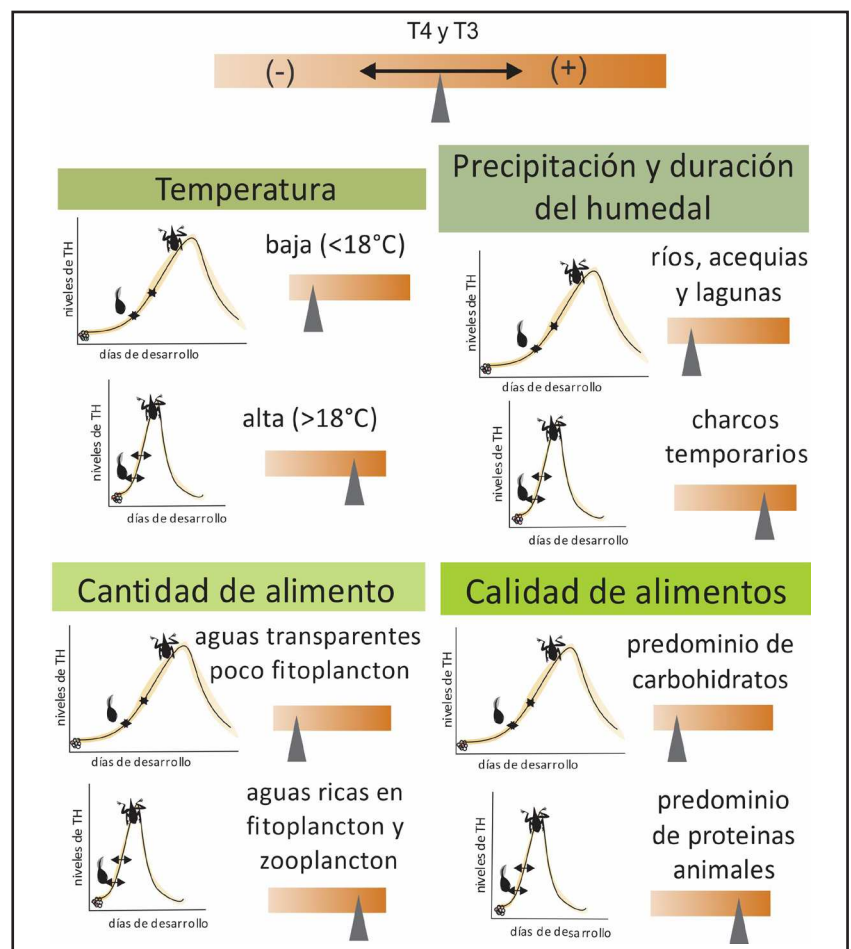 T4 y T3
(-)
(+)
Temperatura
niveles de TH
días de desarrollo
baja (<18°C)
niveles de TH
días de desarrollo
alta (>18°C)
Precipitación y duración
del humedal
niveles de TH
días de desarrollo
ríos, acequias
y lagunas
niveles de TH
días de desarrollo
charcos
temporarios
Cantidad de alimento
niveles de TH
días de desarrollo
aguas transparentes
poco fitoplancton
niveles de TH
días de desarrollo
aguas ricas en
fitoplancton y
zooplancton
Calidad de alimentos
niveles de TH
días de desarrollo
predominio de
carbohidratos
niveles de TH
días de desarrollo
predominio
de proteinas
animales